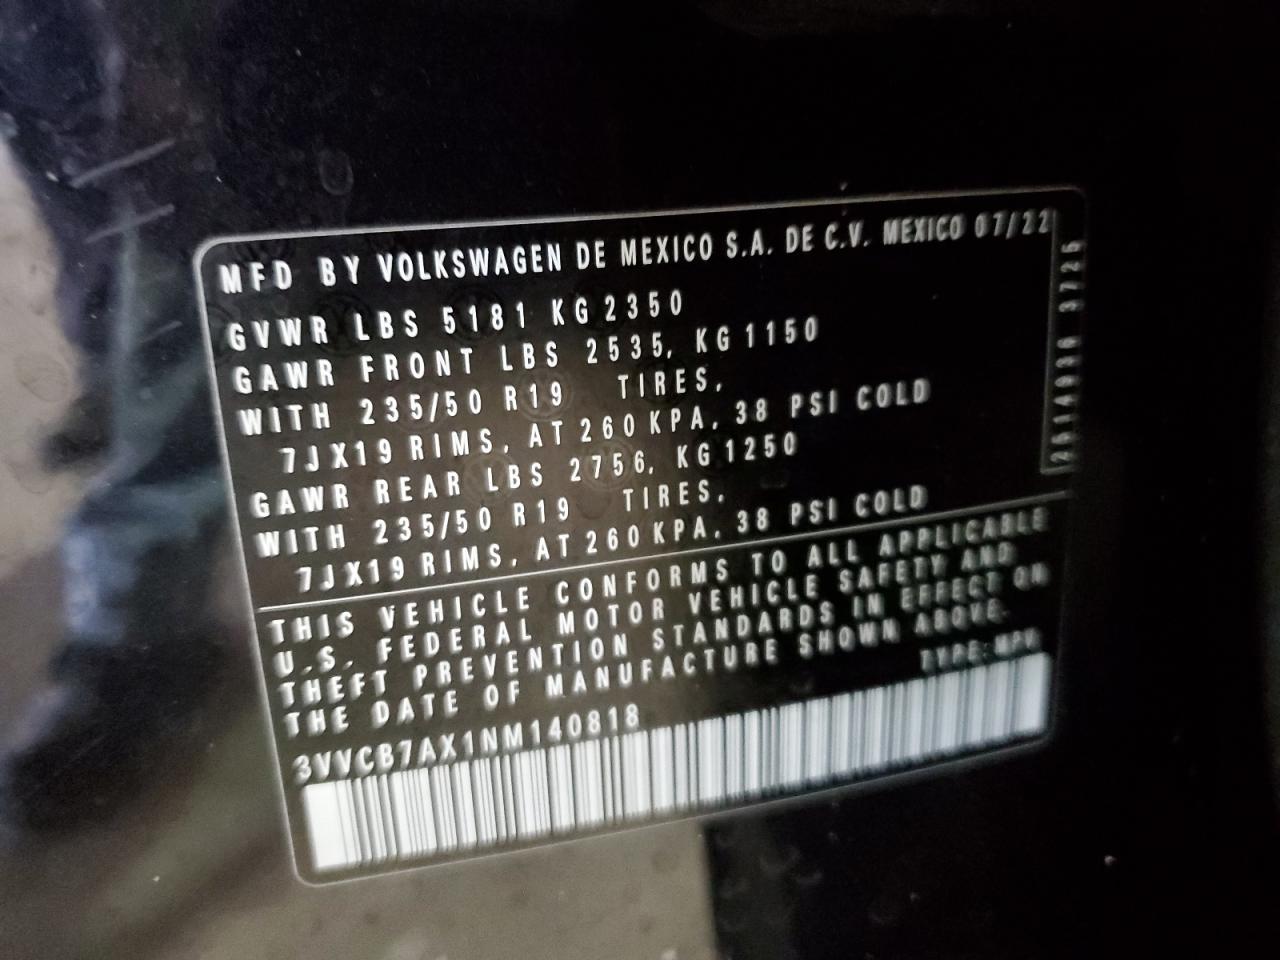 MFD BY VOLKSWAGEN DE MEXICO S.A. DE C.V. MEXICO 07/22
GVWR LBS 5181 KG 2350
GAWR FRONT LBS 2535, KG 1150
WITH 235/50 R19 TIRES,
7JX19 RIMS, AT 260 KPA, 38 PSI COLD
GAWR REAR LBS 2756, KG 1250
WITH 235/50 R19 TIRES,
7JX19 RIMS, AT 260 KPA, 38 PSI COLD
THIS VEHICLE CONFORMS TO ALL APPLICABLE
U.S. FEDERAL MOTOR VEHICLE SAFETY AND
THEFT PREVENTION STANDARDS IN EFFECT ON
THE DATE OF MANUFACTURE SHOWN ABOVE.
TYPE: MPV
3VVCB7AX1NM140818